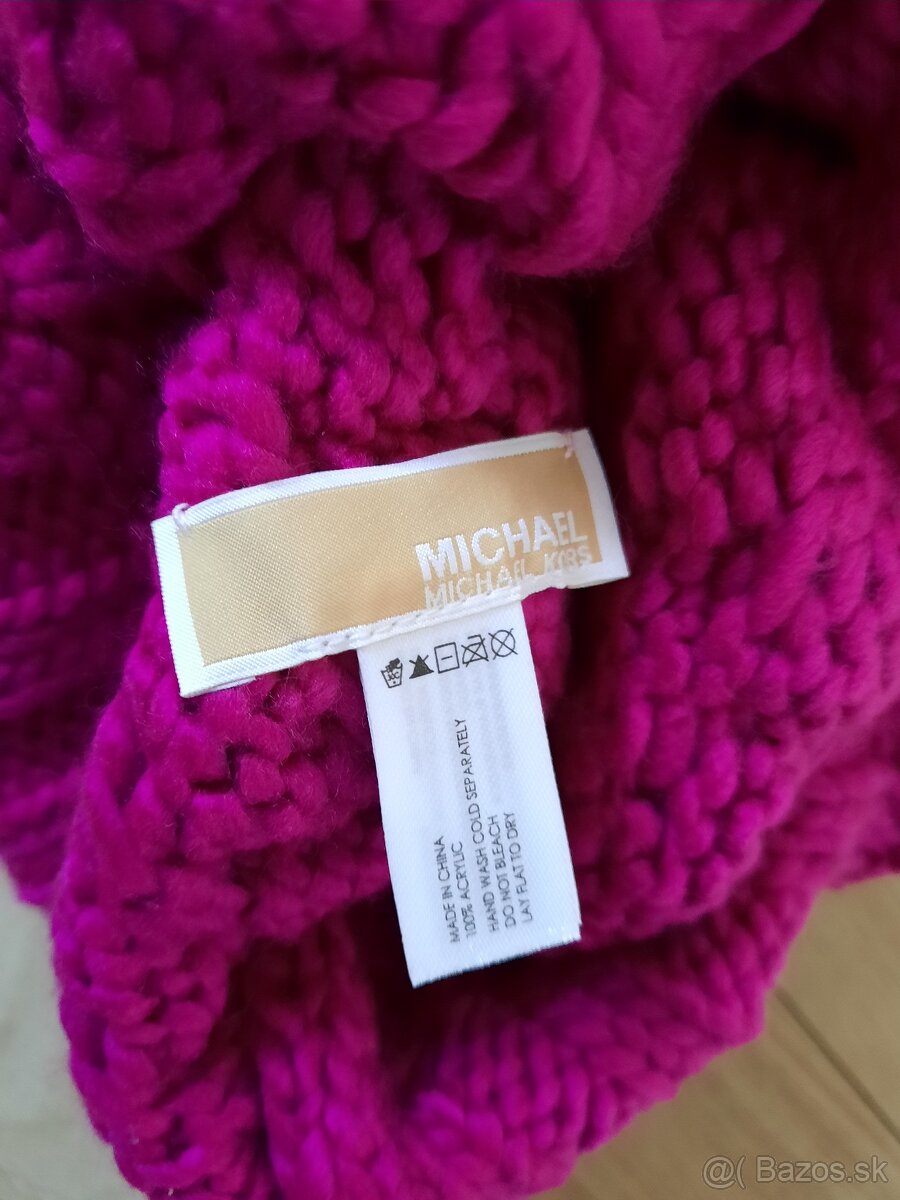 MICHAEL
MICHAEL KORS
MADE IN CHINA
100% ACRYLIC
HAND WASH COLD SEPARATELY
DO NOT BLEACH
LAY FLAT TO DRY
@( Bazos.sk